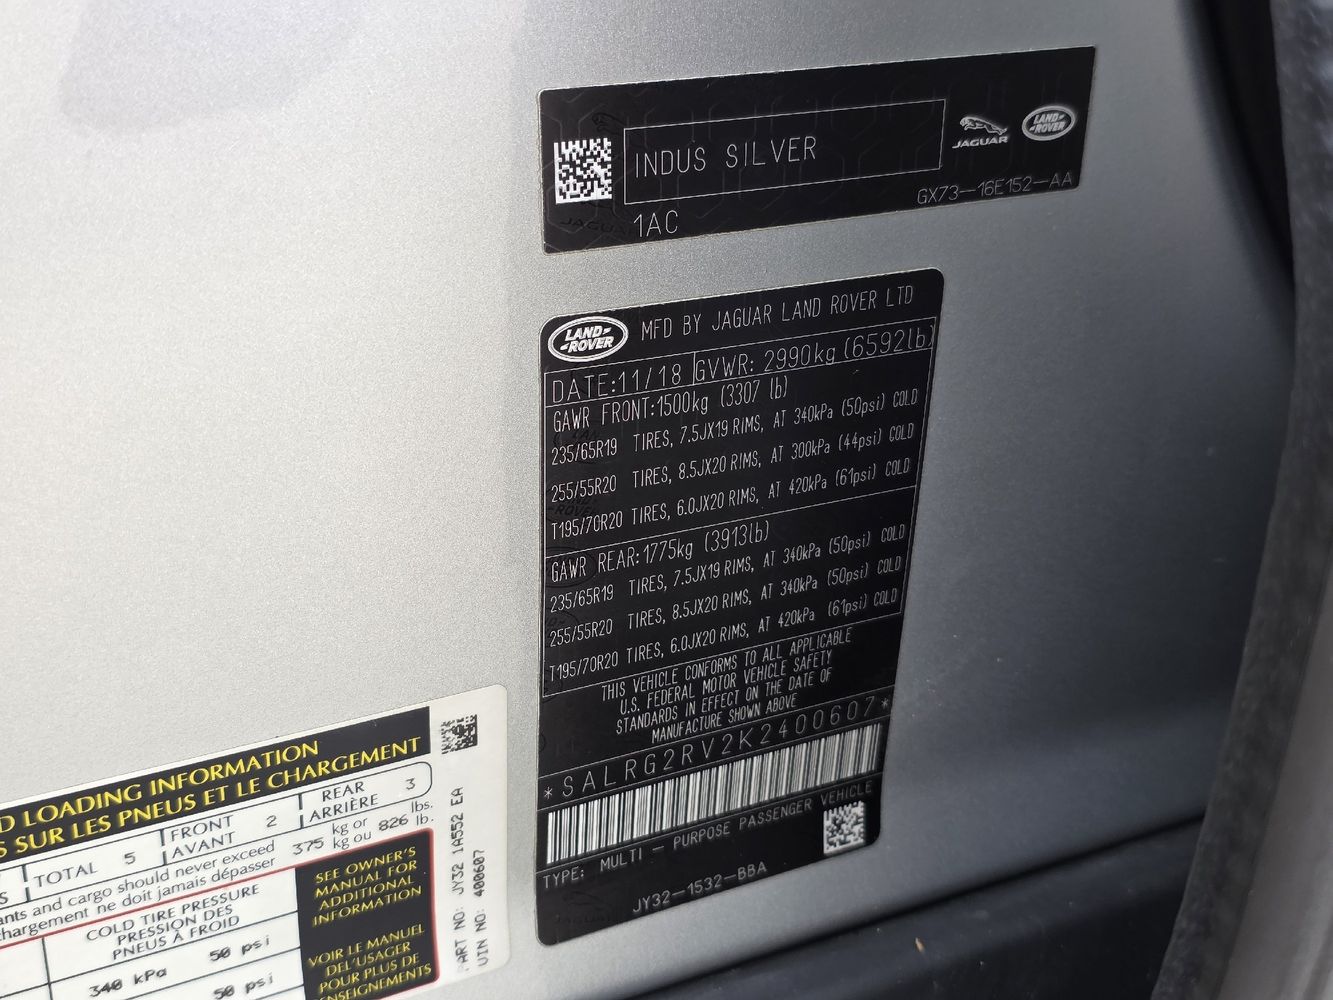 INDUS SILVER
JAGUAR
LAND-
-ROVER
GX73-16E152-AA
1AC
LAND-
-ROVER
MFD BY JAGUAR LAND ROVER LTD
DATE:11/18 GVWR: 2990kg (6592lb)
GAWR FRONT:1500kg (3307 lb)
235/65R19 TIRES, 7.5JX19 RIMS, AT 340kPa (50psi) COLD
255/55R20 TIRES, 8.5JX20 RIMS, AT 300kPa (44psi) COLD
T195/70R20 TIRES, 6.0JX20 RIMS, AT 420kPa (61psi) COLD
GAWR REAR:1775kg (3913lb)
235/65R19 TIRES, 7.5JX19 RIMS, AT 340kPa (50psi) COLD
255/55R20 TIRES, 8.5JX20 RIMS, AT 340kPa (50psi) COLD
T195/70R20 TIRES, 6.0JX20 RIMS, AT 420kPa (61psi) COLD
THIS VEHICLE CONFORMS TO ALL APPLICABLE
U.S. FEDERAL MOTOR VEHICLE SAFETY
STANDARDS IN EFFECT ON THE DATE OF
MANUFACTURE SHOWN ABOVE
*SALRG2RV2K2400607*
TYPE: MULTI - PURPOSE PASSENGER VEHICLE
JY32-1532-BBA
D LOADING INFORMATION
S SUR LES PNEUS ET LE CHARGEMENT
TOTAL 5 FRONT AVANT 2 REAR ARRIÈRE 3
ants and cargo should never exceed 375 kg or 826 lbs.
hargement ne doit jamais dépasser kg ou lb.
COLD TIRE PRESSURE
PRESSION DES
PNEUS À FROID
340 kPa 50 psi
50 psi
SEE OWNER'S
MANUAL FOR
ADDITIONAL
INFORMATION
VOIR LE MANUEL
DE L'USAGER
POUR PLUS DE
ENSEIGNEMENTS
PART NO: JY32 1A552 EA
VIN NO: 400607